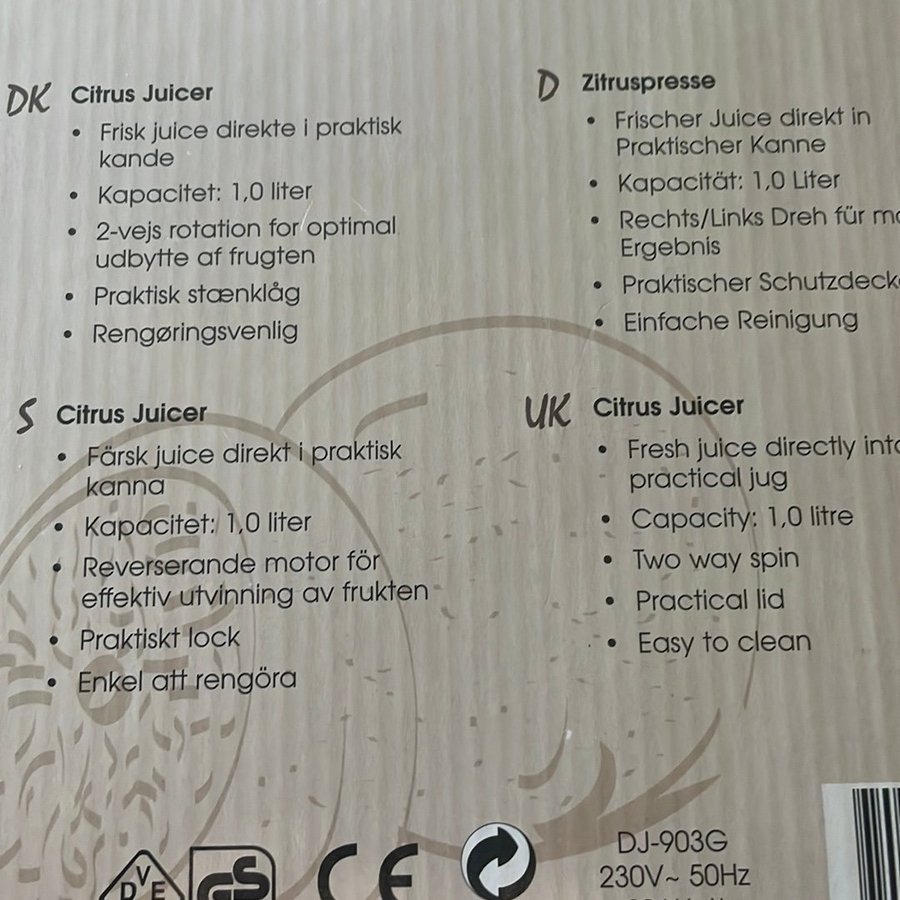 DK Citrus Juicer
• Frisk juice direkte i praktisk
kande
• Kapacitet: 1,0 liter
• 2-vejs rotation for optimal
udbytte af frugten
• Praktisk stænklåg
• Rengøringsvenlig
D Zitruspresse
• Frischer Juice direkt in
Praktischer Kanne
• Kapacität: 1,0 Liter
• Rechts/Links Dreh für
Ergebnis
• Praktischer
• Einfache Reinigung
S Citrus Juicer
• Färsk juice direkt i praktisk
kanna
• Kapacitet: 1,0 liter
• Reverserande motor för
effektiv utvinning av frukten
• Praktiskt lock
• Enkel att rengöra
UK Citrus Juicer
• Fresh juice directly
practical jug
• Capacity: 1,0 litre
• Two way spin
• Practical lid
• Easy to clean
DVE GS CE
DJ-903G
230V~ 50Hz